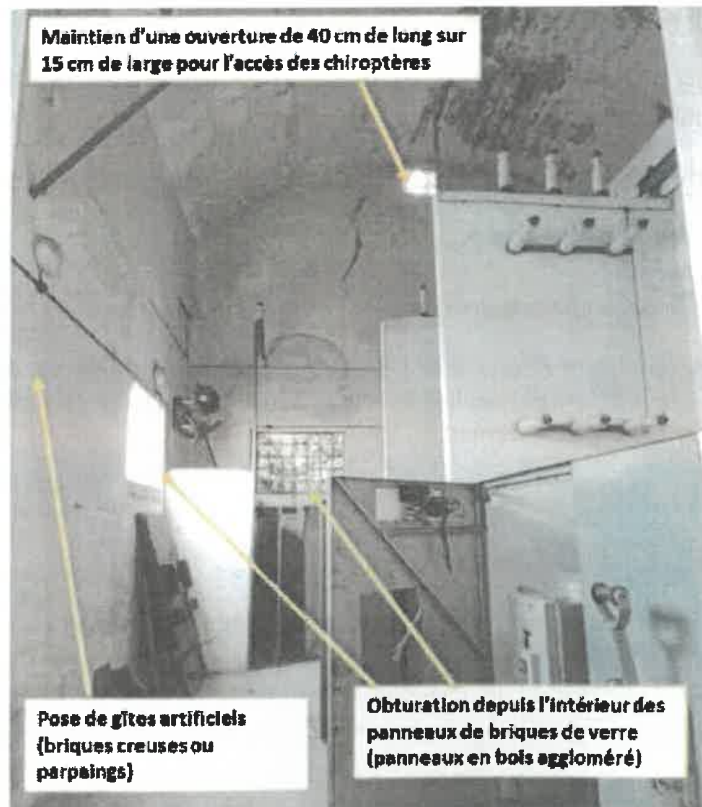 Maintien d'une ouverture de 40 cm de long sur
15 cm de large pour l'accès des chiroptères
Pose de gîtes artificiels
(briques creuses ou
parpaings)
Obturation depuis l'intérieur des
panneaux de briques de verre
(panneaux en bois aggloméré)